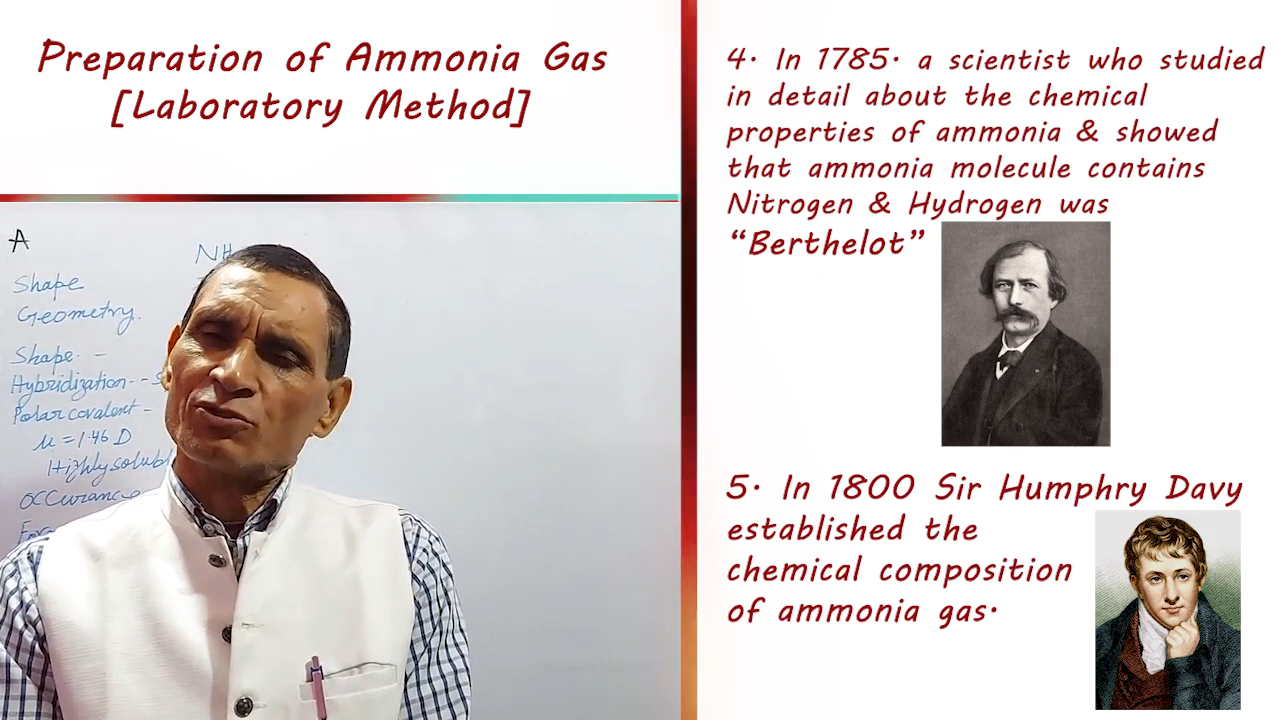 Preparation of Ammonia Gas
[Laboratory Method]
A
NH
Shape
Geometry.
Shape. -
Hybridization--
Polar covalent -
μ = 1.46 D
Highly solubl
Occurance
4. In 1785. a scientist who studied
in detail about the chemical
properties of ammonia & showed
that ammonia molecule contains
Nitrogen & Hydrogen was
“Berthelot”
5. In 1800 Sir Humphry Davy
established the
chemical composition
of ammonia gas.